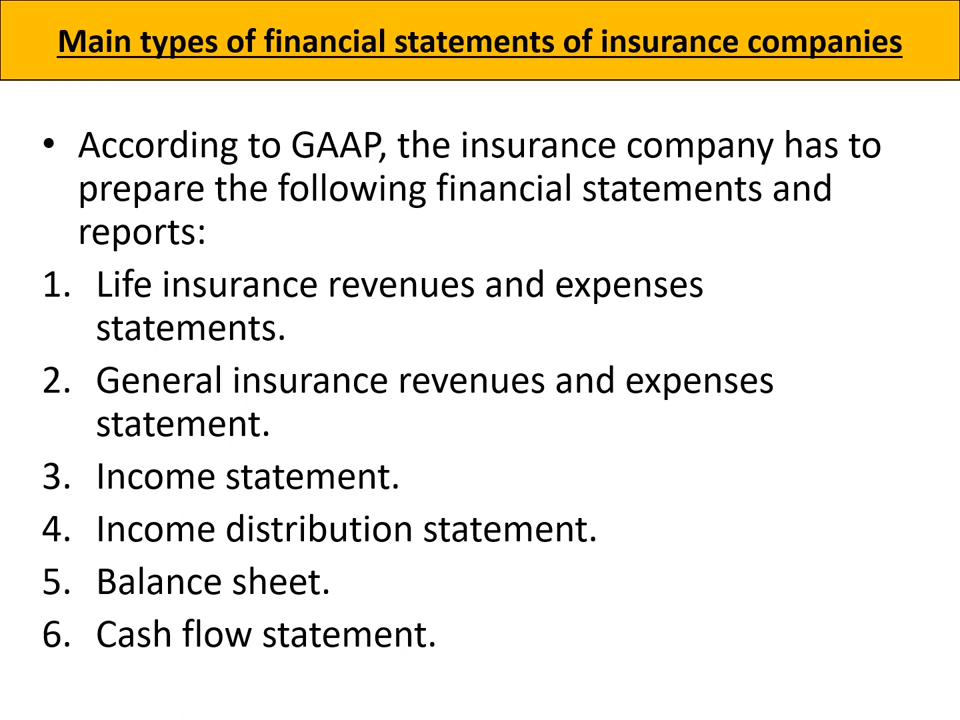 Main types of financial statements of insurance companies
• According to GAAP, the insurance company has to
prepare the following financial statements and
reports:
1. Life insurance revenues and expenses
statements.
2. General insurance revenues and expenses
statement.
3. Income statement.
4. Income distribution statement.
5. Balance sheet.
6. Cash flow statement.